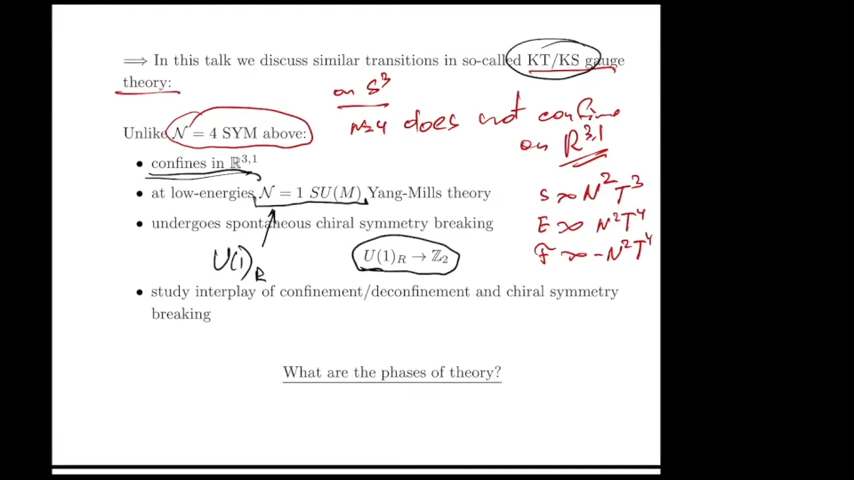 ⟹ In this talk we discuss similar transitions in so-called KT/KS gauge
theory:
on S³
N=4 does not confine
on R^{3,1}
Unlike 𝒩 = 4 SYM above:
• confines in ℝ^{3,1}
• at low-energies 𝒩 = 1 SU(M) Yang-Mills theory
S ∝ N²T³
• undergoes spontaneous chiral symmetry breaking
E ∝ N²T⁴
U(1)_R
U(1)_R → ℤ₂
F ∝ -N²T⁴
• study interplay of confinement/deconfinement and chiral symmetry
breaking
What are the phases of theory?